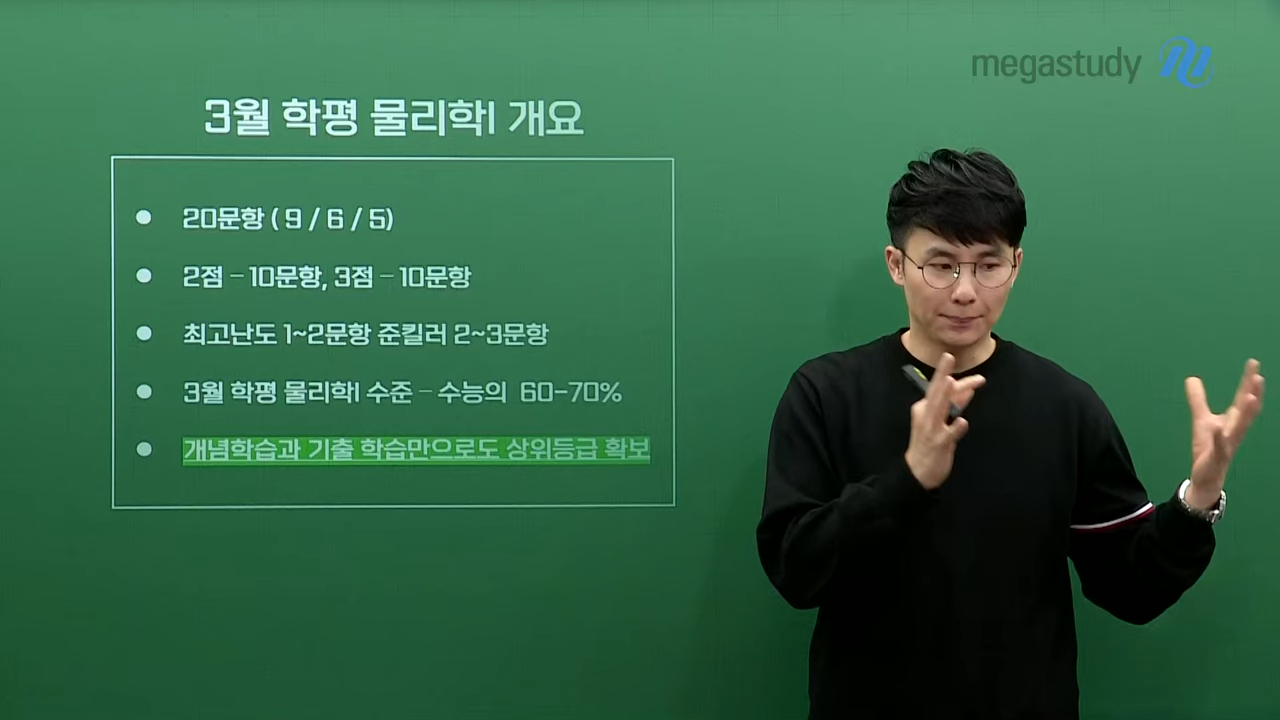 megastudy
3월 학평 물리학I 개요
20문항 ( 9 / 6 / 5)
2점 - 10문항, 3점 - 10문항
최고난도 1~2문항 준킬러 2~3문항
3월 학평 물리학I 수준 - 수능의 60-70%
개념학습과 기출 학습만으로도 상위등급 확보